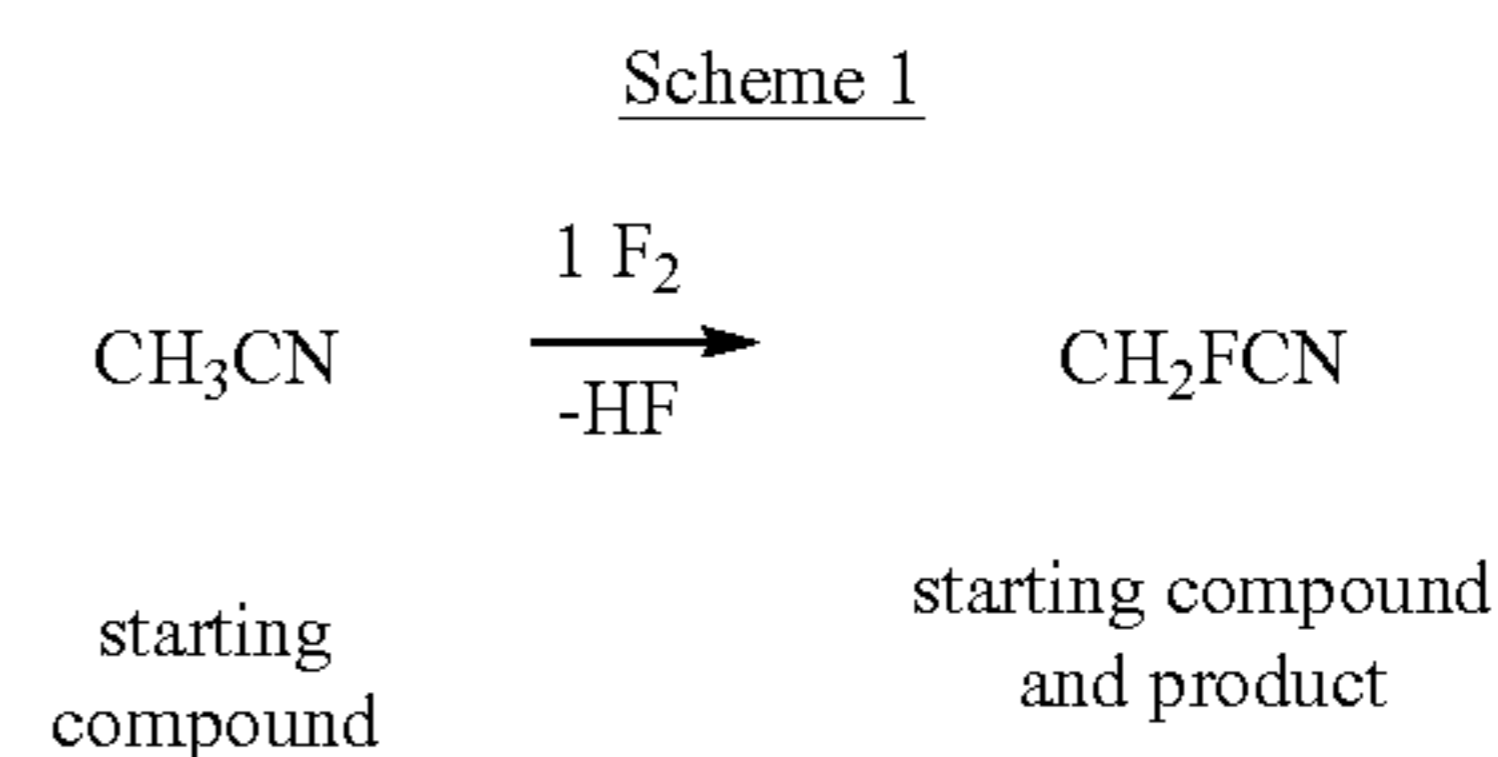 Scheme 1
1 F₂
CH₃CN
CH₂FCN
-HF
starting compound
and product
starting
compound